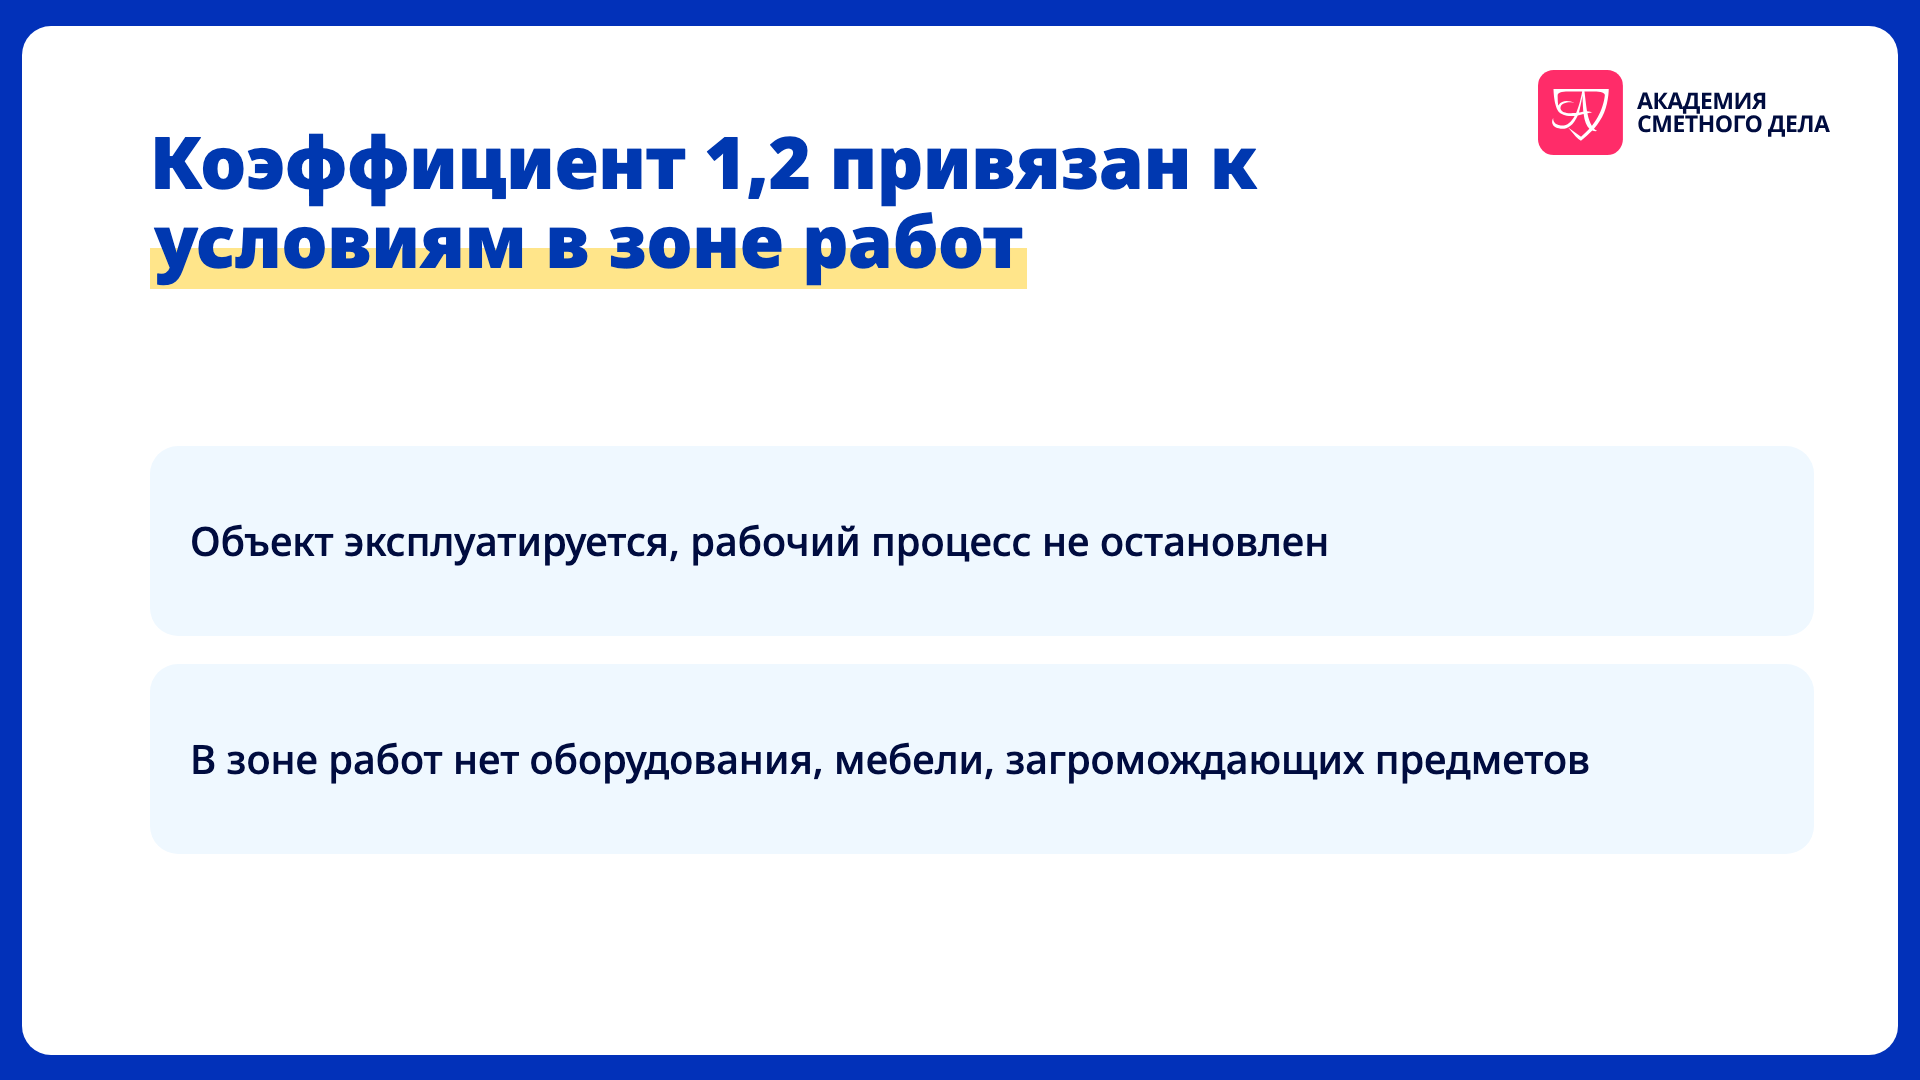 АКАДЕМИЯ
СМЕТНОГО ДЕЛА
Коэффициент 1,2 привязан к
условиям в зоне работ
Объект эксплуатируется, рабочий процесс не остановлен
В зоне работ нет оборудования, мебели, загромождающих предметов